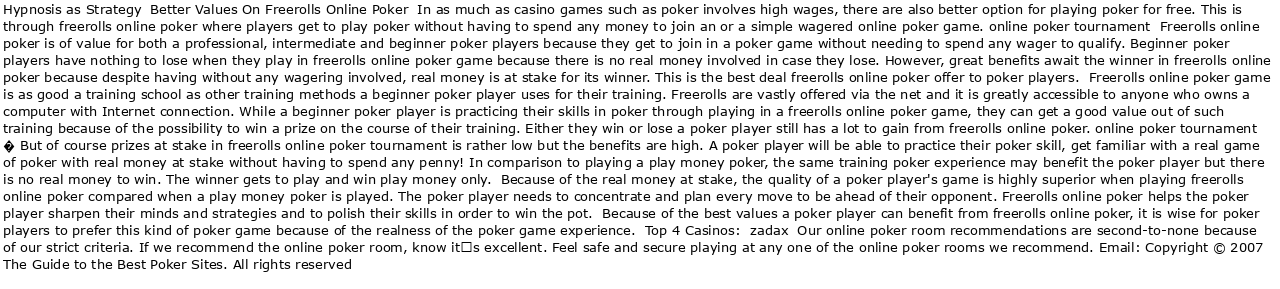 Hypnosis as Strategy  Better Values On Freerolls Online Poker  In as much as casino games such as poker involves high wages, there are also better option for playing poker for free. This is
through freerolls online poker where players get to play poker without having to spend any money to join an or a simple wagered online poker game. online poker tournament  Freerolls online
poker is of value for both a professional, intermediate and beginner poker players because they get to join in a poker game without needing to spend any wager to qualify. Beginner poker
players have nothing to lose when they play in freerolls online poker game because there is no real money involved in case they lose. However, great benefits await the winner in freerolls online
poker because despite having without any wagering involved, real money is at stake for its winner. This is the best deal freerolls online poker offer to poker players.  Freerolls online poker game
is as good a training school as other training methods a beginner poker player uses for their training. Freerolls are vastly offered via the net and it is greatly accessible to anyone who owns a
computer with Internet connection. While a beginner poker player is practicing their skills in poker through playing in a freerolls online poker game, they can get a good value out of such
training because of the possibility to win a prize on the course of their training. Either they win or lose a poker player still has a lot to gain from freerolls online poker. online poker tournament
� But of course prizes at stake in freerolls online poker tournament is rather low but the benefits are high. A poker player will be able to practice their poker skill, get familiar with a real game
of poker with real money at stake without having to spend any penny! In comparison to playing a play money poker, the same training poker experience may benefit the poker player but there
is no real money to win. The winner gets to play and win play money only.  Because of the real money at stake, the quality of a poker player's game is highly superior when playing freerolls
online poker compared when a play money poker is played. The poker player needs to concentrate and plan every move to be ahead of their opponent. Freerolls online poker helps the poker
player sharpen their minds and strategies and to polish their skills in order to win the pot.  Because of the best values a poker player can benefit from freerolls online poker, it is wise for poker
players to prefer this kind of poker game because of the realness of the poker game experience.  Top 4 Casinos:  zadax  Our online poker room recommendations are second-to-none because
of our strict criteria. If we recommend the online poker room, know it□s excellent. Feel safe and secure playing at any one of the online poker rooms we recommend. Email: Copyright © 2007
The Guide to the Best Poker Sites. All rights reserved